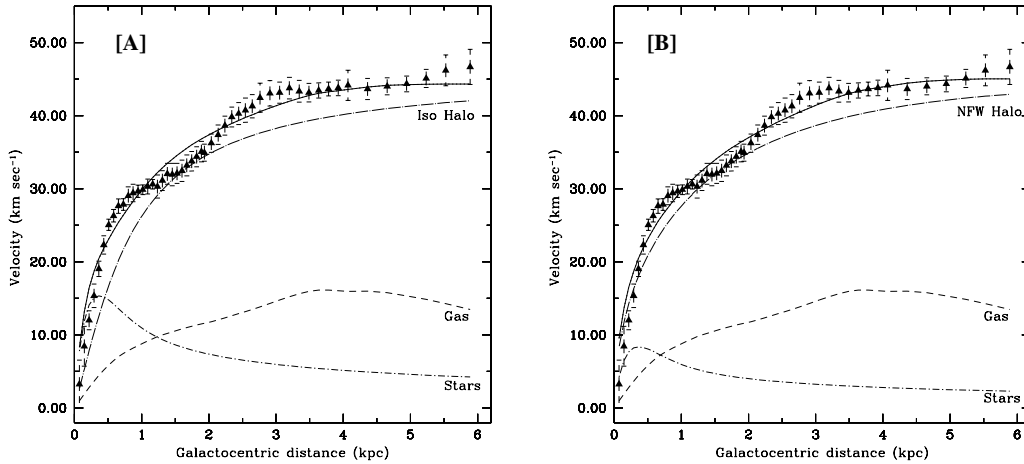 [A]
50.00
40.00
30.00
20.00
10.00
0.00
Velocity (km sec⁻¹)
Iso Halo
Gas
Stars
0 1 2 3 4 5 6
Galactocentric distance (kpc)
[B]
50.00
40.00
30.00
20.00
10.00
0.00
Velocity (km sec⁻¹)
NFW Halo
Gas
Stars
0 1 2 3 4 5 6
Galactocentric distance (kpc)